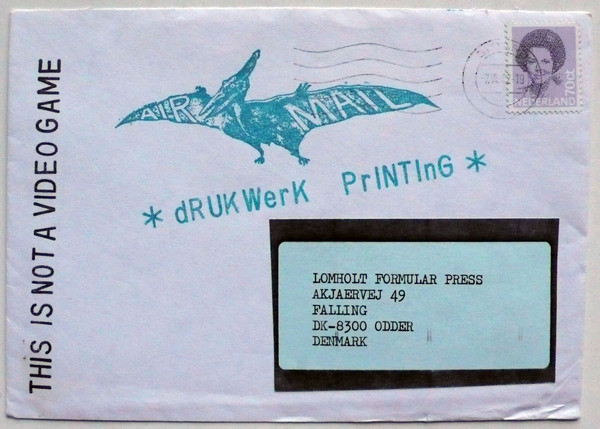 THIS IS NOT A VIDEO GAME
AIR MAIL
* dRUKWerK PrINTInG *
70ct
NEDERLAND
LOMHOLT FORMULAR PRESS
AKJAERVEJ 49
FALLING
DK-8300 ODDER
DENMARK